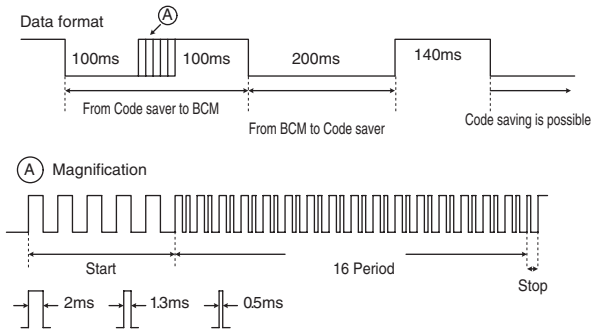 Data format
A
100ms
100ms
200ms
140ms
From Code saver to BCM
From BCM to Code saver
Code saving is possible
A Magnification
Start
16 Period
Stop
2ms
1.3ms
0.5ms